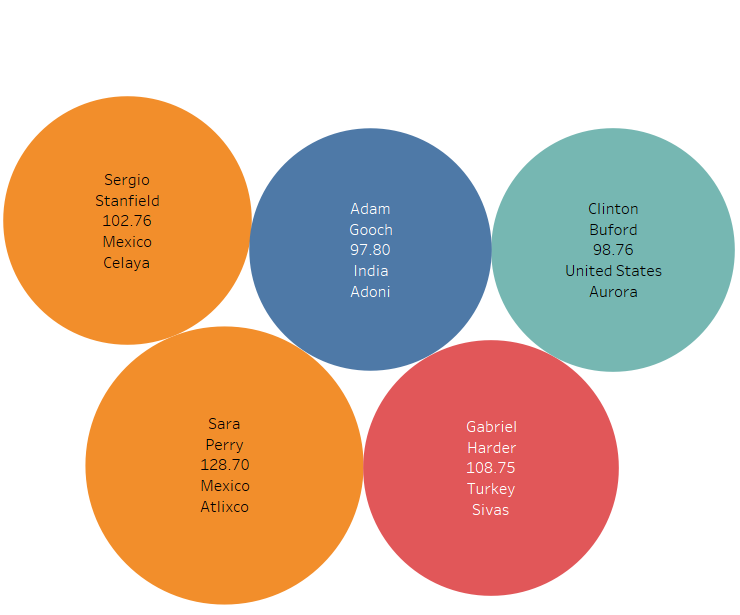 Sergio
Stanfield
102.76
Mexico
Celaya
Adam
Gooch
97.80
India
Adoni
Clinton
Buford
98.76
United States
Aurora
Sara
Perry
128.70
Mexico
Atlixco
Gabriel
Harder
108.75
Turkey
Sivas